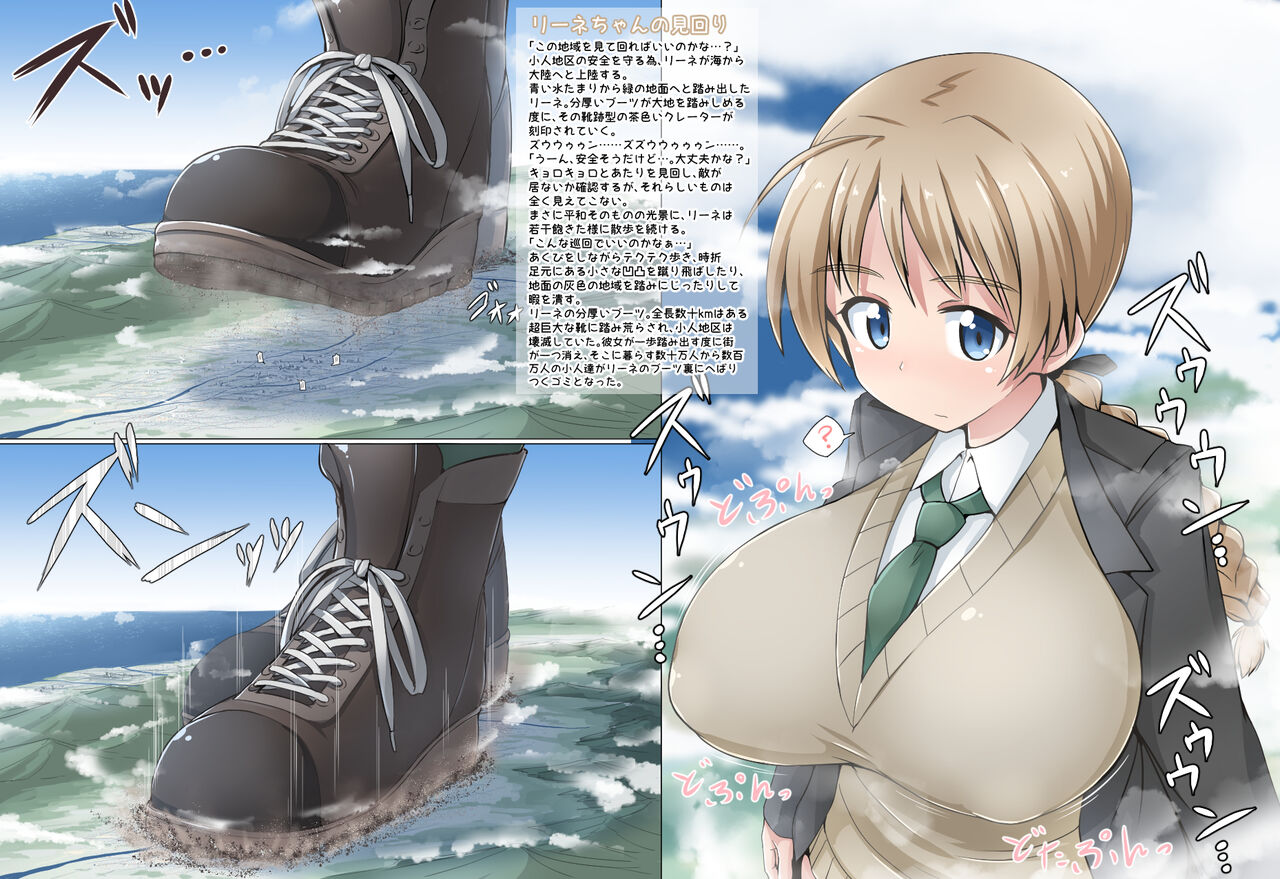 リーネちゃんの見回り
「この地域を見て回ればいいのかな…？」
小人地区の安全を守る為、リーネが海から
大陸へと上陸する。
青い水たまりから緑の地面へと踏み出した
リーネ。分厚いブーツが大地を踏みしめる
度に、その靴跡型の茶色いクレーターが
刻印されていく。
ズウウゥゥン……ズズウウゥゥゥン……。
「うーん、安全そうだけど…。大丈夫かな？」
キョロキョロとあたりを見回し、敵が
居ないか確認するが、それらしいものは
全く見えてこない。
まさに平和そのものの光景に、リーネは
若干飽きた様に散歩を続ける。
「こんな巡回でいいのかなぁ…」
あくびをしながらテクテク歩き、時折
足元にある小さな凹凸を蹴り飛ばしたり、
地面の灰色の地域を踏みにじったりして
暇を潰す。
リーネの分厚いブーツ。全長数十kmはある
超巨大な靴に踏み荒らされ、小人地区は
壊滅していた。彼女が一歩踏み出す度に街
が一つ消え、そこに暮らす数十万人から数百
万人の小人達がリーネのブーツ裏にへばり
つくゴミとなった。
ズッ…
ゴォォ
ズンッッ
ズゥゥン…
ズゥゥン…
ズゥゥン…
?
どぷんっ
どぷんっ
どたぷんっ